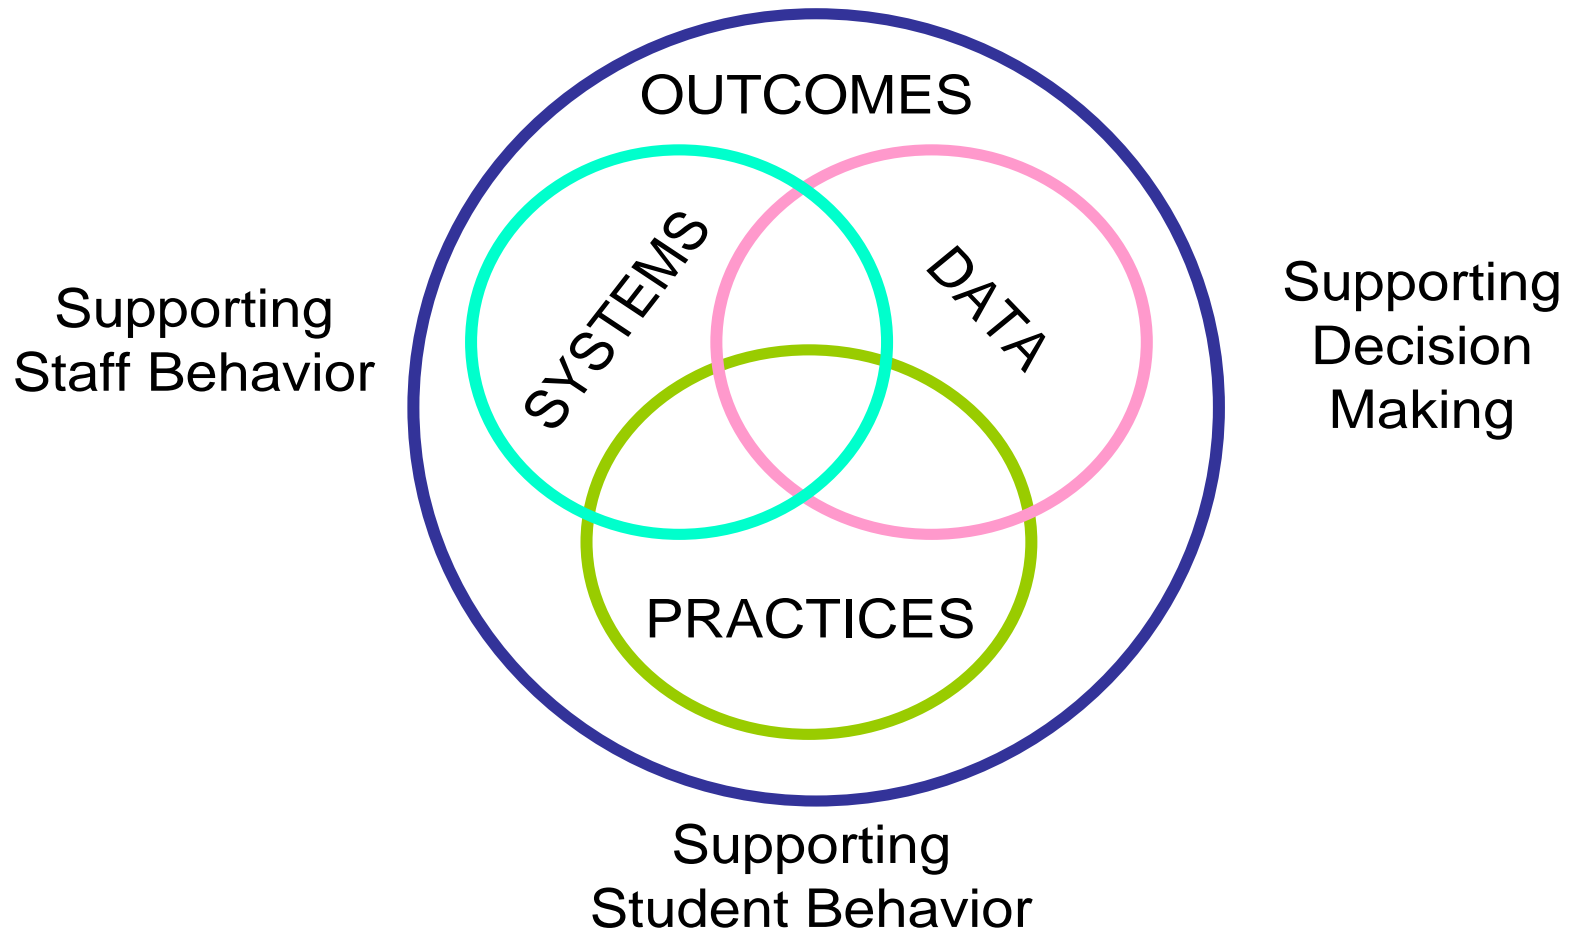 OUTCOMES
SYSTEMS
DATA
Supporting
Staff Behavior
Supporting
Decision
Making
PRACTICES
Supporting
Student Behavior